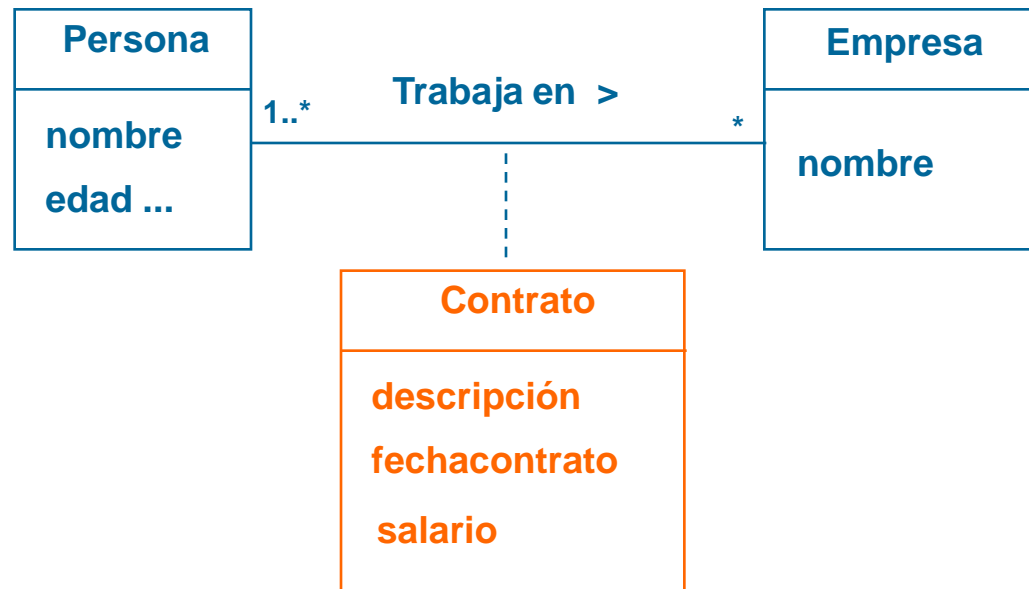 Persona
nombre
edad ...
1..*
Trabaja en >
*
Empresa
nombre
Contrato
descripción
fechacontrato
salario